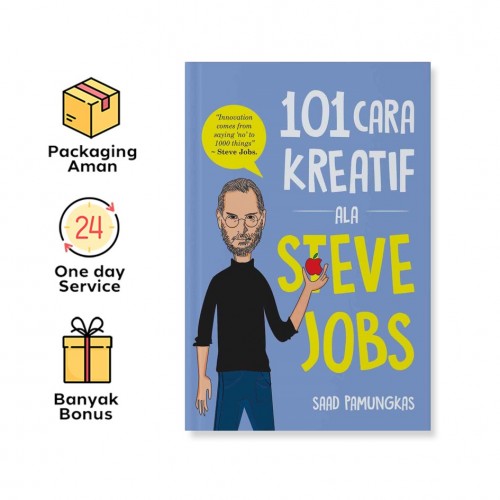 Packaging
Aman
24
One day
Service
Banyak
Bonus
"Innovation
comes from
saying 'no' to
1000 things"
~ Steve Jobs.
101 CARA
KREATIF
ALA
STEVE
JOBS
SAAD PAMUNGKAS